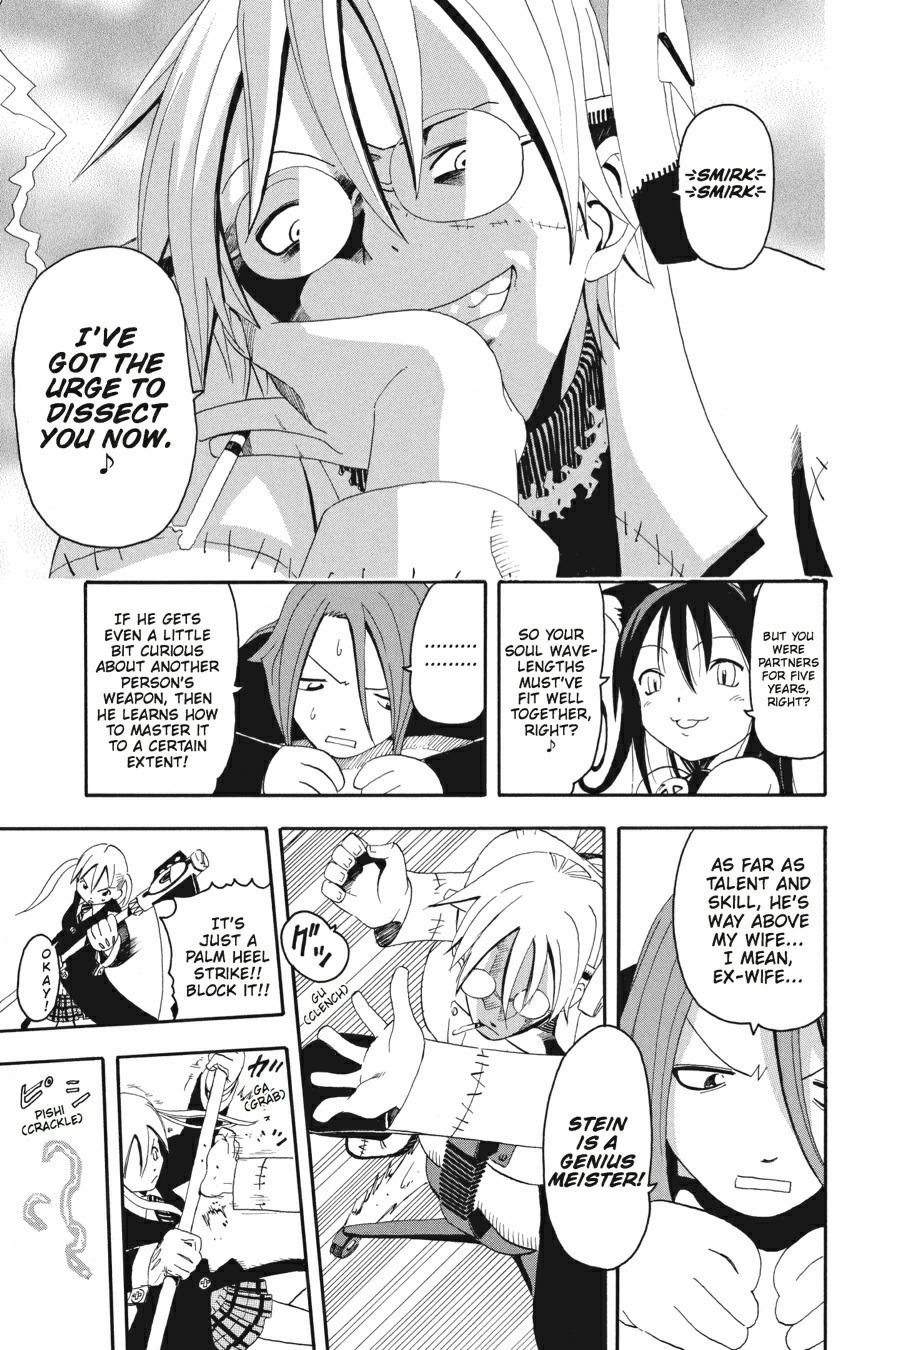 SMIRK
SMIRK
I'VE
GOT THE
URGE TO
DISSECT
YOU NOW.
♪
BUT YOU
WERE
PARTNERS
FOR FIVE
YEARS,
RIGHT?
SO YOUR
SOUL WAVE-
LENGTHS
MUST'VE
FIT WELL
TOGETHER,
RIGHT?
♪
..........
..........
IF HE GETS
EVEN A LITTLE
BIT CURIOUS
ABOUT ANOTHER
PERSON'S
WEAPON, THEN
HE LEARNS HOW
TO MASTER IT
TO A CERTAIN
EXTENT!
AS FAR AS
TALENT AND
SKILL, HE'S
WAY ABOVE
MY WIFE...
I MEAN,
EX-WIFE...
STEIN
IS A
GENIUS
MEISTER!
グッ
GU
(CLENCH)
IT'S
JUST A
PALM HEEL
STRIKE!!
BLOCK IT!!
OKAY!
ガッ
GA
(GRAB)
ピシ
PISHI
(CRACKLE)